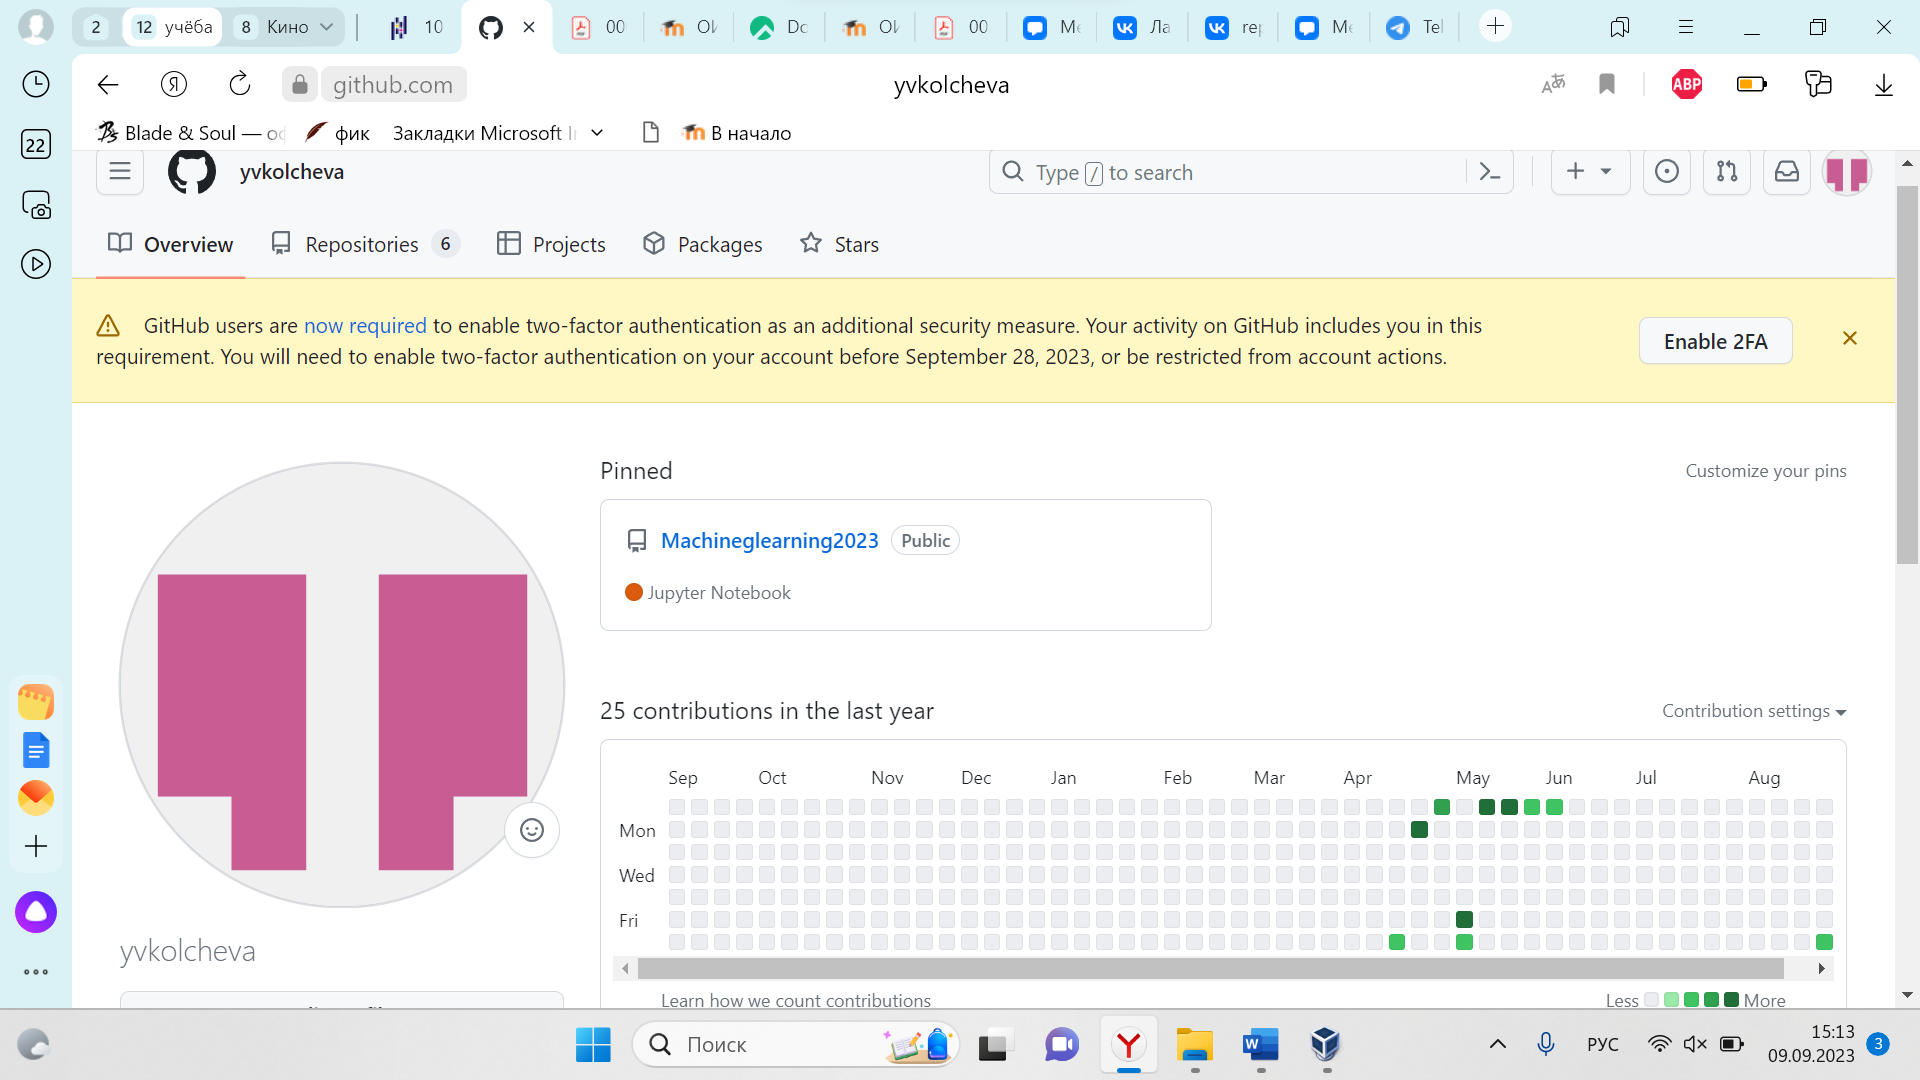 2
12 учёба
8 Кино
10
00
Do
00
Ме
Ла
rep
Ме
Tel
Я
github.com
yvkolcheva
ABP
22
Blade & Soul —
фик
Закладки Microsoft
В начало
yvkolcheva
Type / to search
Overview
Repositories 6
Projects
Packages
Stars
GitHub users are now required to enable two-factor authentication as an additional security measure. Your activity on GitHub includes you in this
requirement. You will need to enable two-factor authentication on your account before September 28, 2023, or be restricted from account actions.
Enable 2FA
Pinned
Customize your pins
Machineglearning2023 Public
Jupyter Notebook
25 contributions in the last year
Contribution settings
Sep Oct Nov Dec Jan Feb Mar Apr May Jun Jul Aug
Mon
Wed
Fri
yvkolcheva
Learn how we count contributions
Less More
Поиск
РУС
15:13
09.09.2023
3